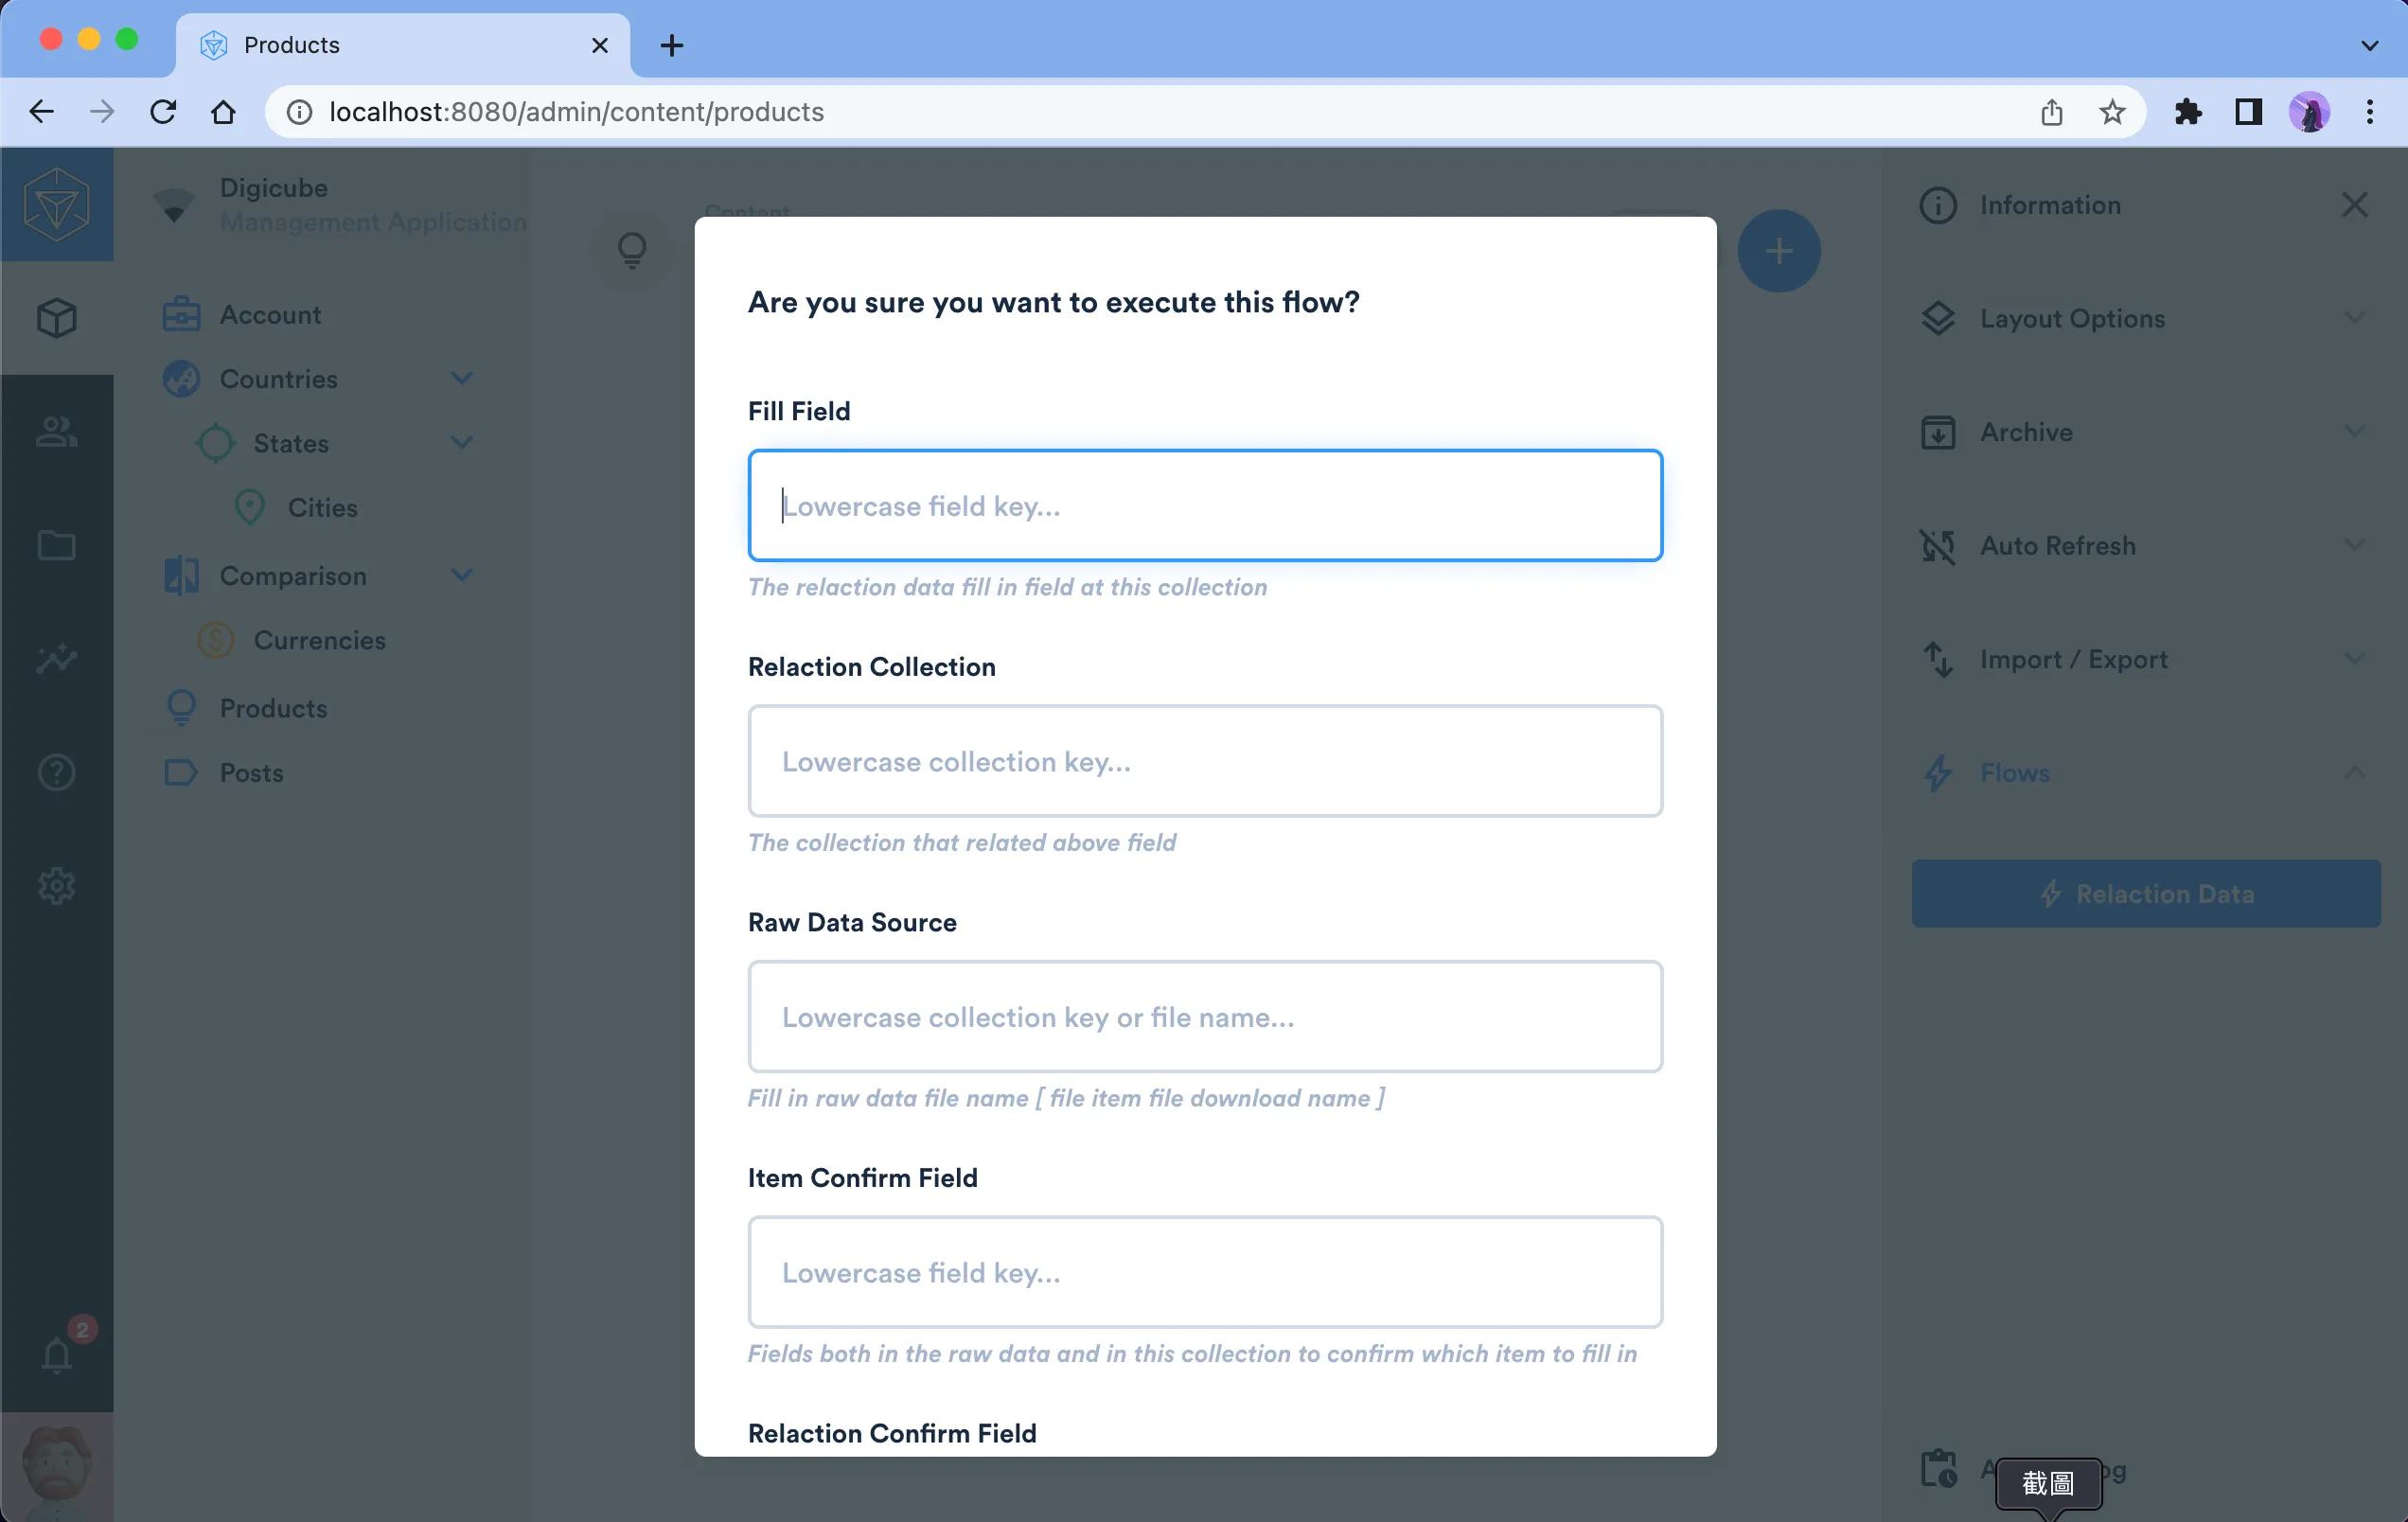 Products
localhost:8080/admin/content/products
Digicube
Management Application
Account
Countries
States
Cities
Comparison
Currencies
Products
Posts
2
Content
Are you sure you want to execute this flow?
Fill Field
Lowercase field key...
The relaction data fill in field at this collection
Relaction Collection
Lowercase collection key...
The collection that related above field
Raw Data Source
Lowercase collection key or file name...
Fill in raw data file name [ file item file download name ]
Item Confirm Field
Lowercase field key...
Fields both in the raw data and in this collection to confirm which item to fill in
Relaction Confirm Field
Information
Layout Options
Archive
Auto Refresh
Import / Export
Flows
Relaction Data
截圖